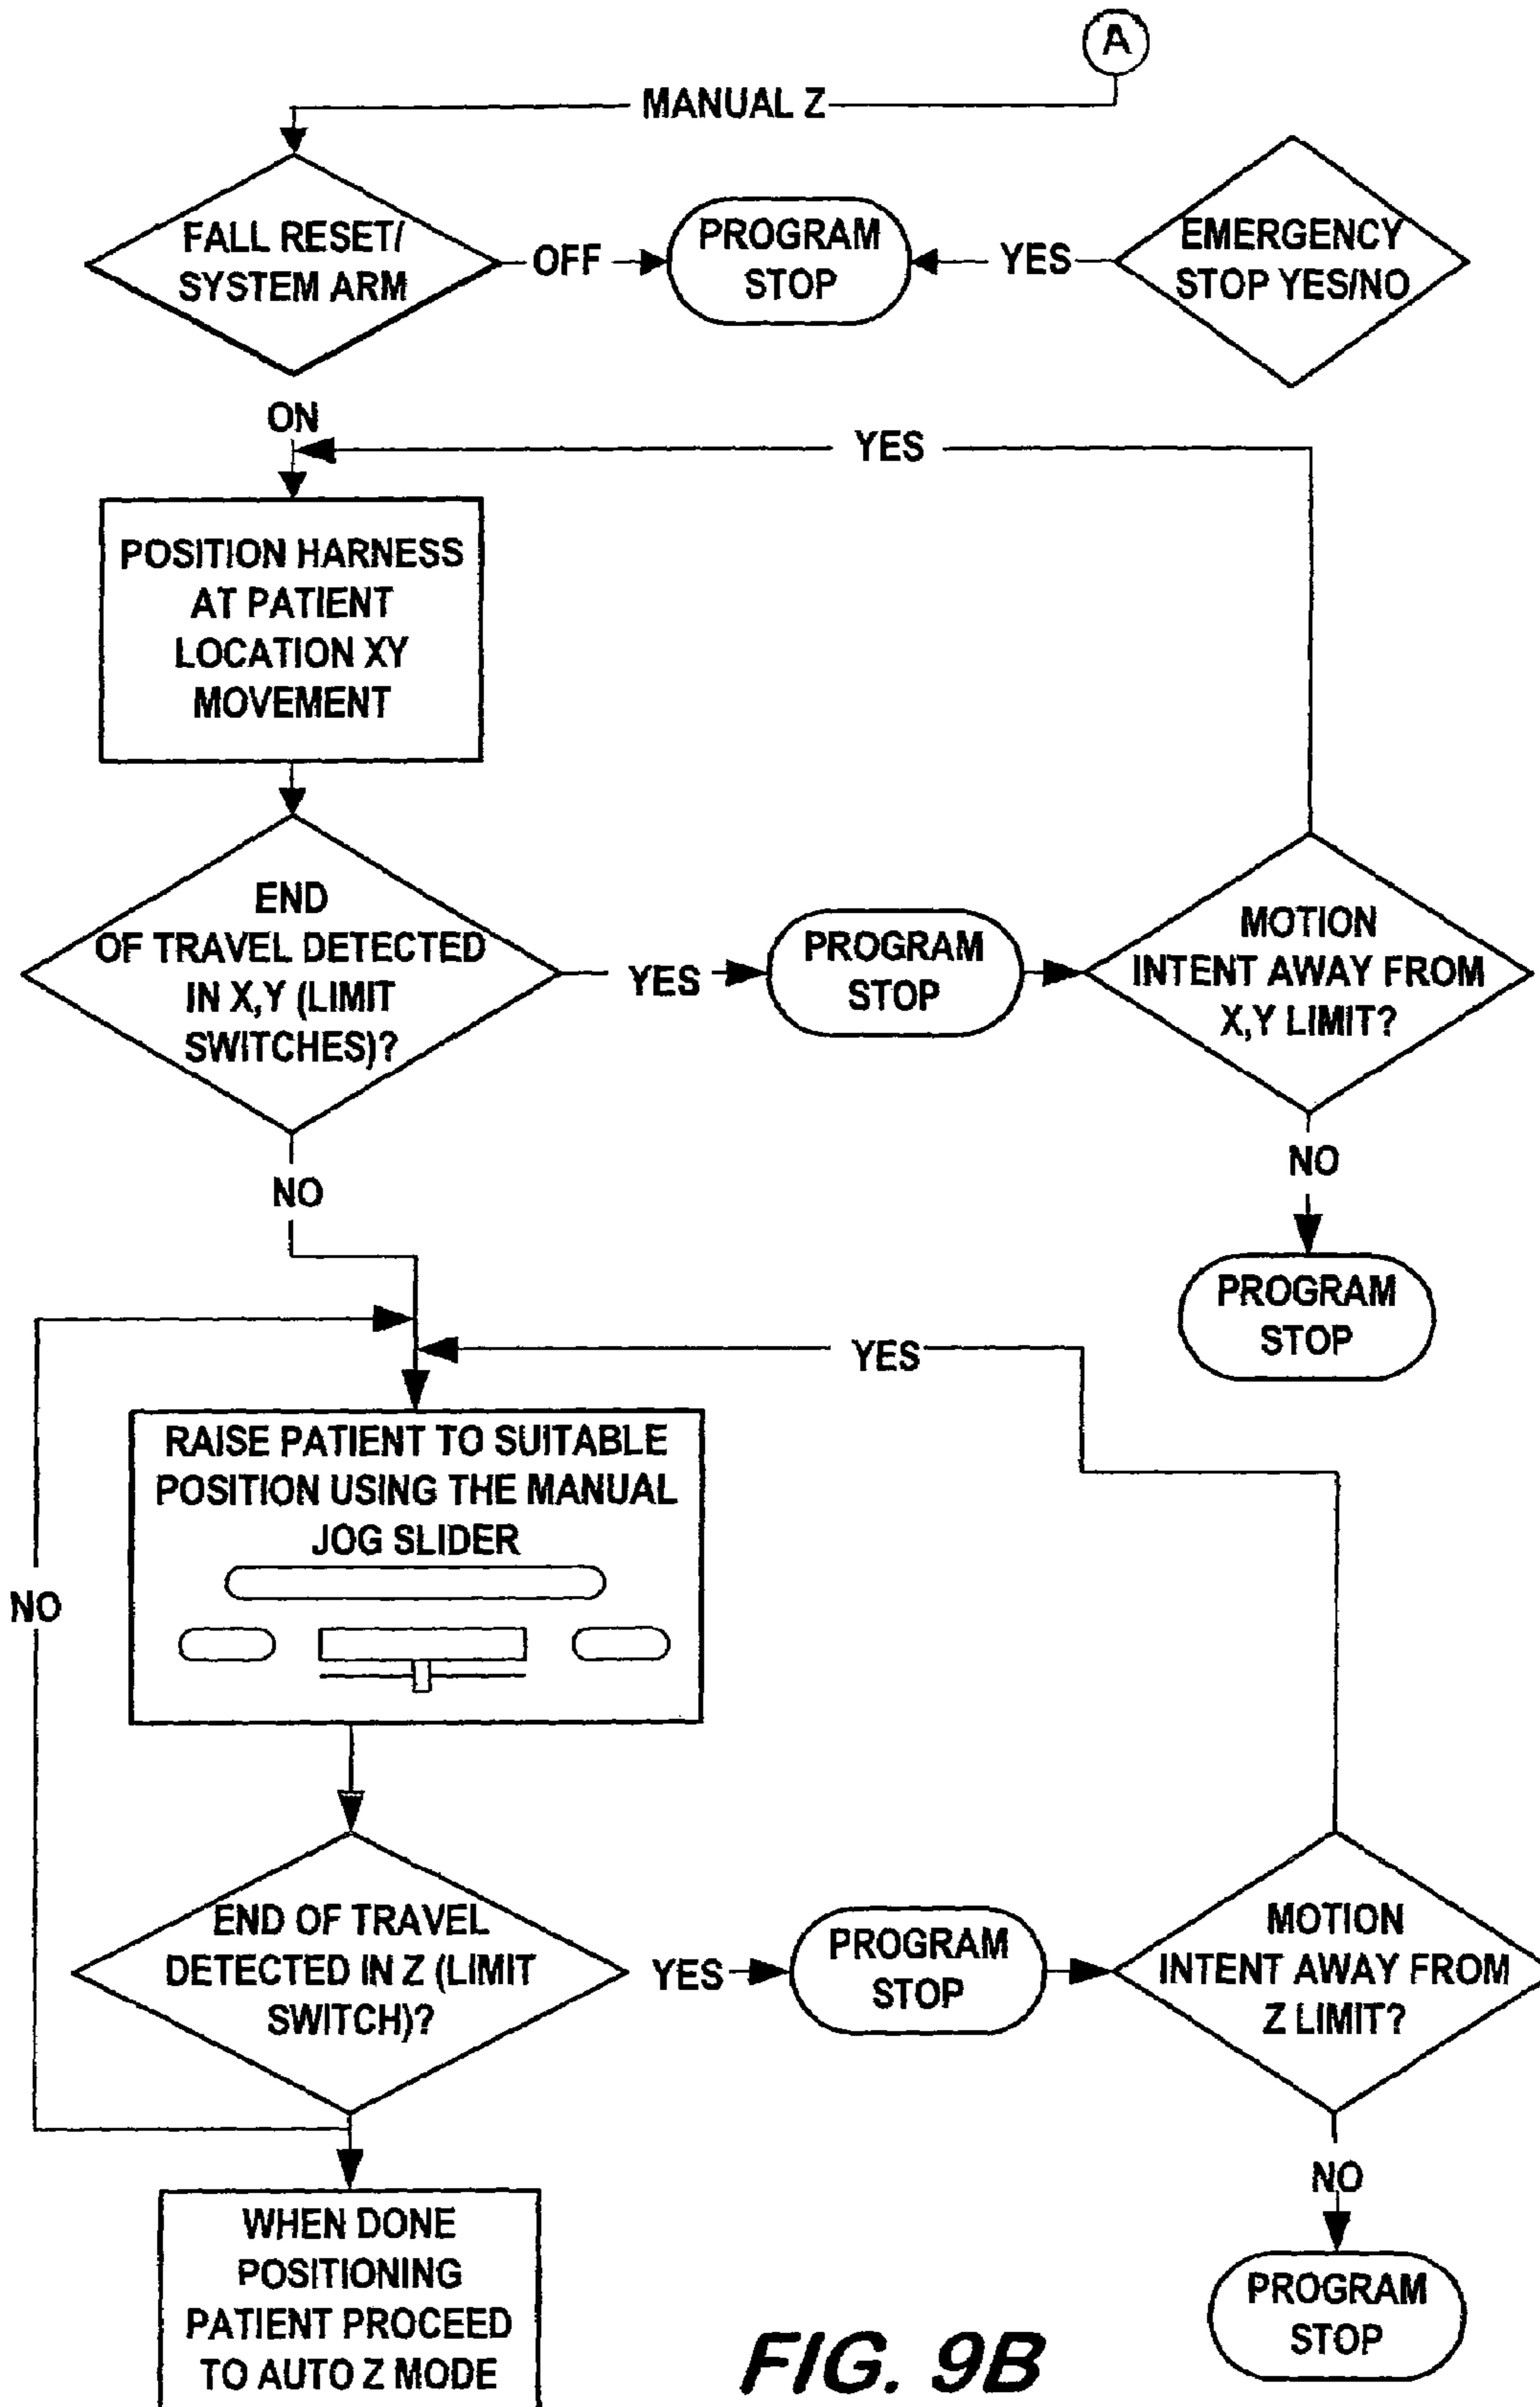 A
MANUAL Z
FALL RESET/
SYSTEM ARM
OFF
PROGRAM
STOP
YES
EMERGENCY
STOP YES/NO
ON
YES
POSITION HARNESS
AT PATIENT
LOCATION XY
MOVEMENT
END
OF TRAVEL DETECTED
IN X,Y (LIMIT
SWITCHES)?
YES
PROGRAM
STOP
MOTION
INTENT AWAY FROM
X,Y LIMIT?
NO
NO
PROGRAM
STOP
YES
RAISE PATIENT TO SUITABLE
POSITION USING THE MANUAL
JOG SLIDER
NO
END OF TRAVEL
DETECTED IN Z (LIMIT
SWITCH)?
YES
PROGRAM
STOP
MOTION
INTENT AWAY FROM
Z LIMIT?
NO
WHEN DONE
POSITIONING
PATIENT PROCEED
TO AUTO Z MODE
PROGRAM
STOP
FIG. 9B